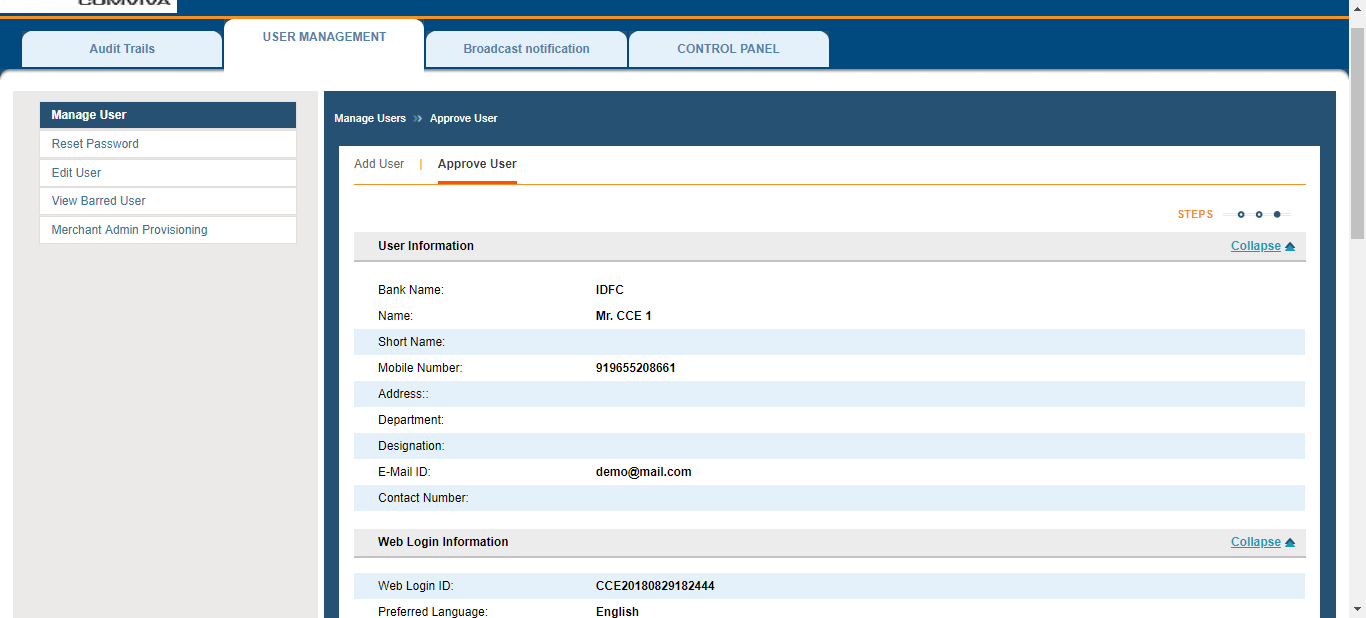 COMVIVA
Audit Trails
USER MANAGEMENT
Broadcast notification
CONTROL PANEL
Manage User
Reset Password
Edit User
View Barred User
Merchant Admin Provisioning
Manage Users » Approve User
Add User | Approve User
STEPS
User Information Collapse
Bank Name: IDFC
Name: Mr. CCE 1
Short Name:
Mobile Number: 919655208661
Address::
Department:
Designation:
E-Mail ID: demo@mail.com
Contact Number:
Web Login Information Collapse
Web Login ID: CCE20180829182444
Preferred Language: English